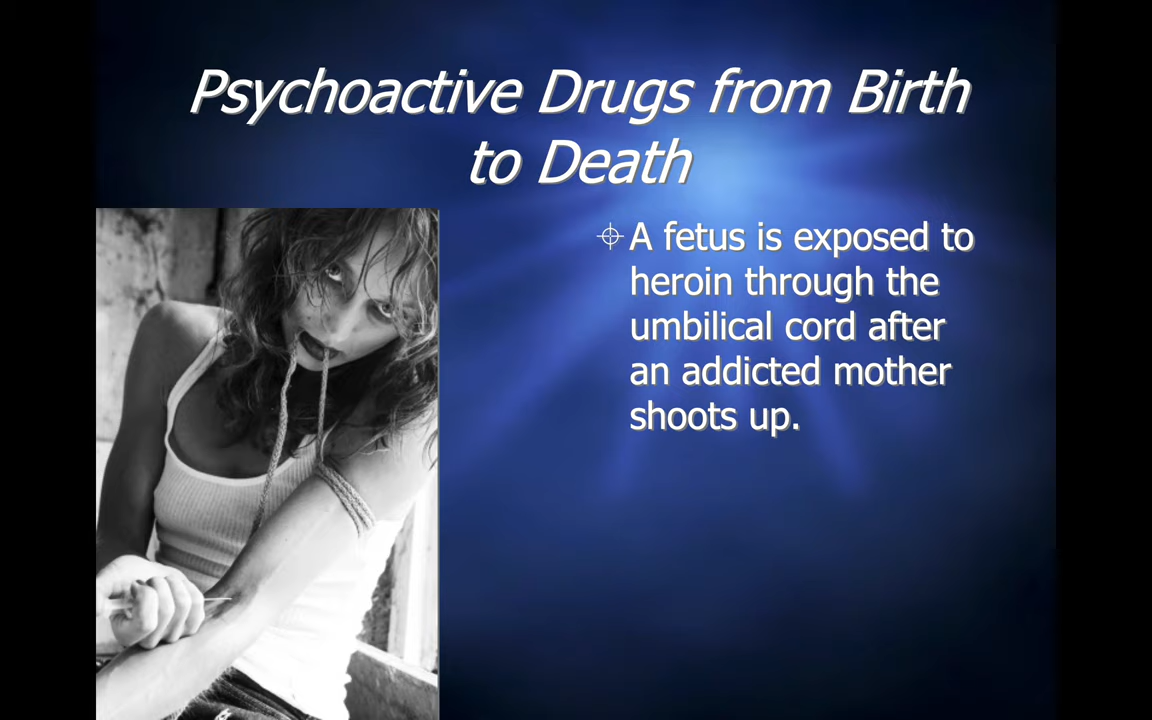 Psychoactive Drugs from Birth
to Death
A fetus is exposed to
heroin through the
umbilical cord after
an addicted mother
shoots up.